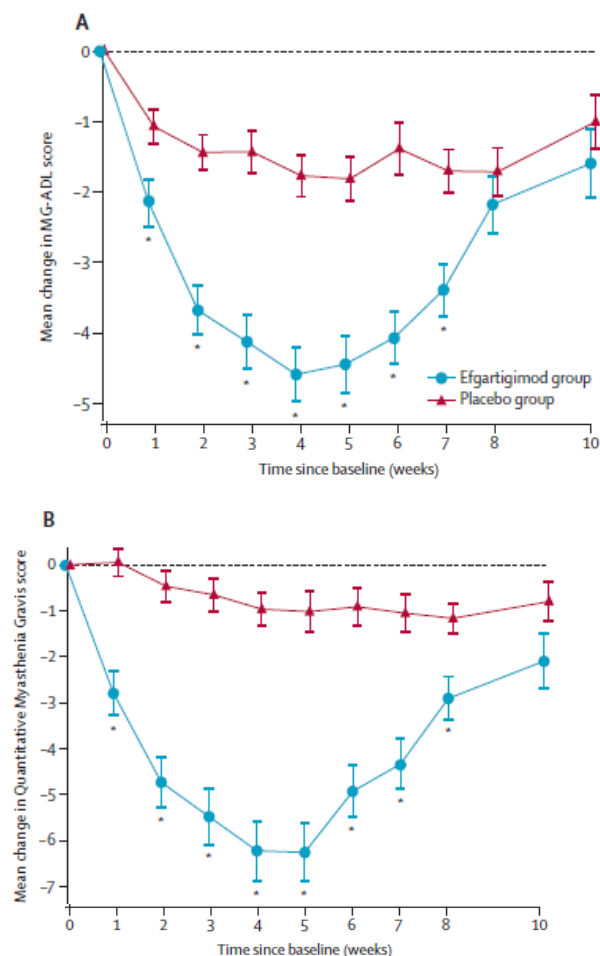 A
0
−1
−2
−3
−4
−5
Mean change in MG-ADL score
*
*
*
*
*
*
*
Efgartigimod group
Placebo group
0 1 2 3 4 5 6 7 8 10
Time since baseline (weeks)
B
0
−1
−2
−3
−4
−5
−6
−7
Mean change in Quantitative Myasthenia Gravis score
*
*
*
*
*
*
*
*
0 1 2 3 4 5 6 7 8 10
Time since baseline (weeks)